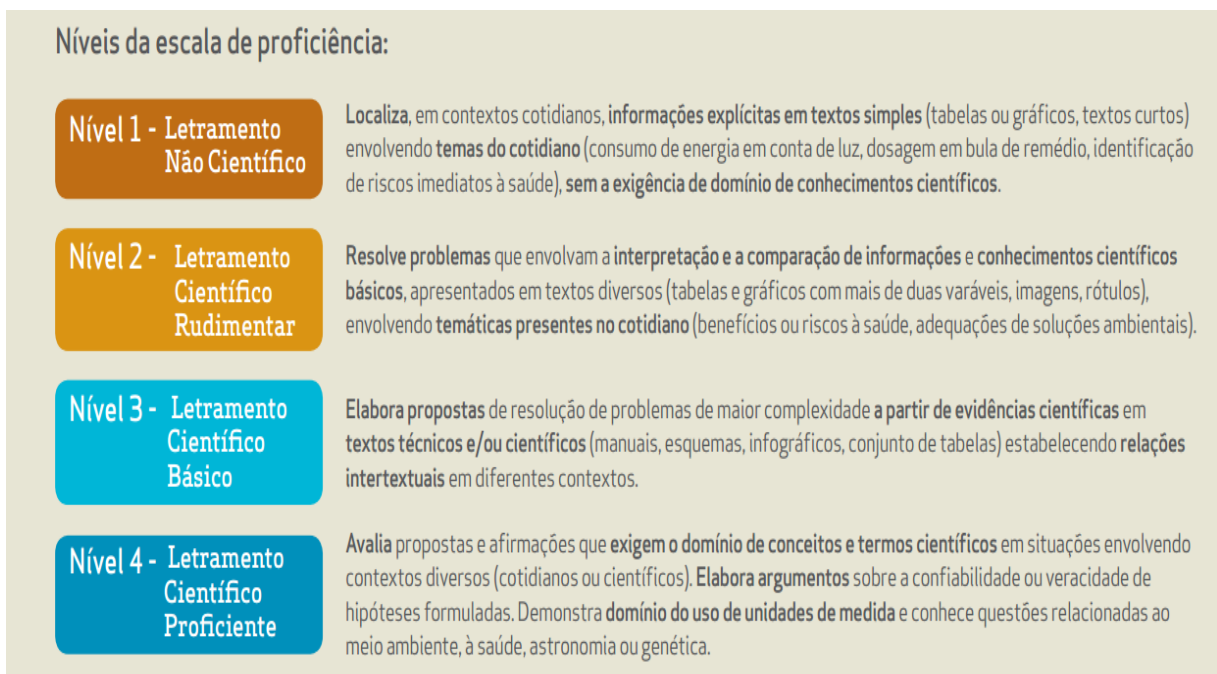 Níveis da escala de proficiência:
Nível 1 - Letramento
Não Científico
Localiza, em contextos cotidianos, informações explícitas em textos simples (tabelas ou gráficos, textos curtos)
envolvendo temas do cotidiano (consumo de energia em conta de luz, dosagem em bula de remédio, identificação
de riscos imediatos à saúde), sem a exigência de domínio de conhecimentos científicos.
Nível 2 - Letramento
Científico
Rudimentar
Resolve problemas que envolvam a interpretação e a comparação de informações e conhecimentos científicos
básicos, apresentados em textos diversos (tabelas e gráficos com mais de duas varáveis, imagens, rótulos),
envolvendo temáticas presentes no cotidiano (benefícios ou riscos à saúde, adequações de soluções ambientais).
Nível 3 - Letramento
Científico
Básico
Elabora propostas de resolução de problemas de maior complexidade a partir de evidências científicas em
textos técnicos e/ou científicos (manuais, esquemas, infográficos, conjunto de tabelas) estabelecendo relações
intertextuais em diferentes contextos.
Nível 4 - Letramento
Científico
Proficiente
Avalia propostas e afirmações que exigem o domínio de conceitos e termos científicos em situações envolvendo
contextos diversos (cotidianos ou científicos). Elabora argumentos sobre a confiabilidade ou veracidade de
hipóteses formuladas. Demonstra domínio do uso de unidades de medida e conhece questões relacionadas ao
meio ambiente, à saúde, astronomia ou genética.